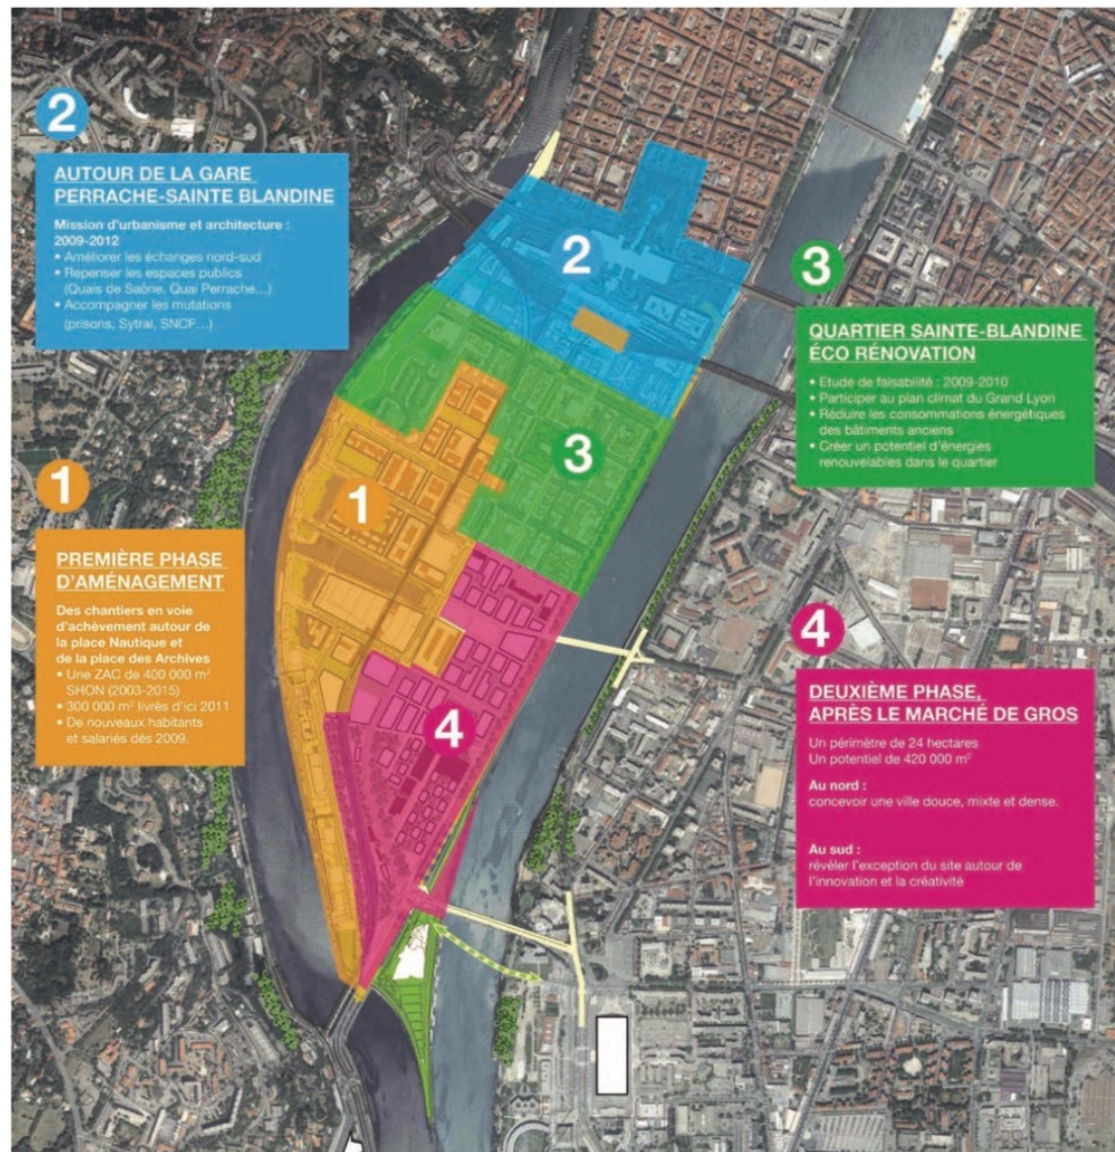 2
AUTOUR DE LA GARE
PERRACHE-SAINTE BLANDINE
Mission d'urbanisme et architecture :
2009-2012
• Améliorer les échanges nord-sud
• Repenser les espaces publics
(Quais de Saône, Quai Perrache...)
• Accompagner les mutations
(prisons, Sytral, SNCF...)
1
PREMIÈRE PHASE
D'AMÉNAGEMENT
Des chantiers en voie
d'achèvement autour de
la place Nautique et
de la place des Archives
• Une ZAC de 400 000 m²
SHON (2003-2015)
• 300 000 m² livrés d'ici 2011
• De nouveaux habitants
et salariés dès 2009.
2
3
1
4
3
QUARTIER SAINTE-BLANDINE
ÉCO RÉNOVATION
• Etude de faisabilité : 2009-2010
• Participer au plan climat du Grand Lyon
• Réduire les consommations énergétiques
des bâtiments anciens
• Créer un potentiel d'énergies
renouvelables dans le quartier
4
DEUXIÈME PHASE,
APRÈS LE MARCHÉ DE GROS
Un périmètre de 24 hectares
Un potentiel de 420 000 m²
Au nord :
concevoir une ville douce, mixte et dense.
Au sud :
révéler l'exception du site autour de
l'innovation et la créativité